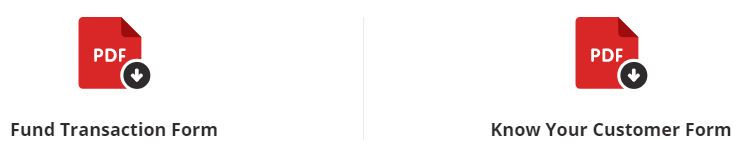 PDF
PDF
Fund Transaction Form
Know Your Customer Form